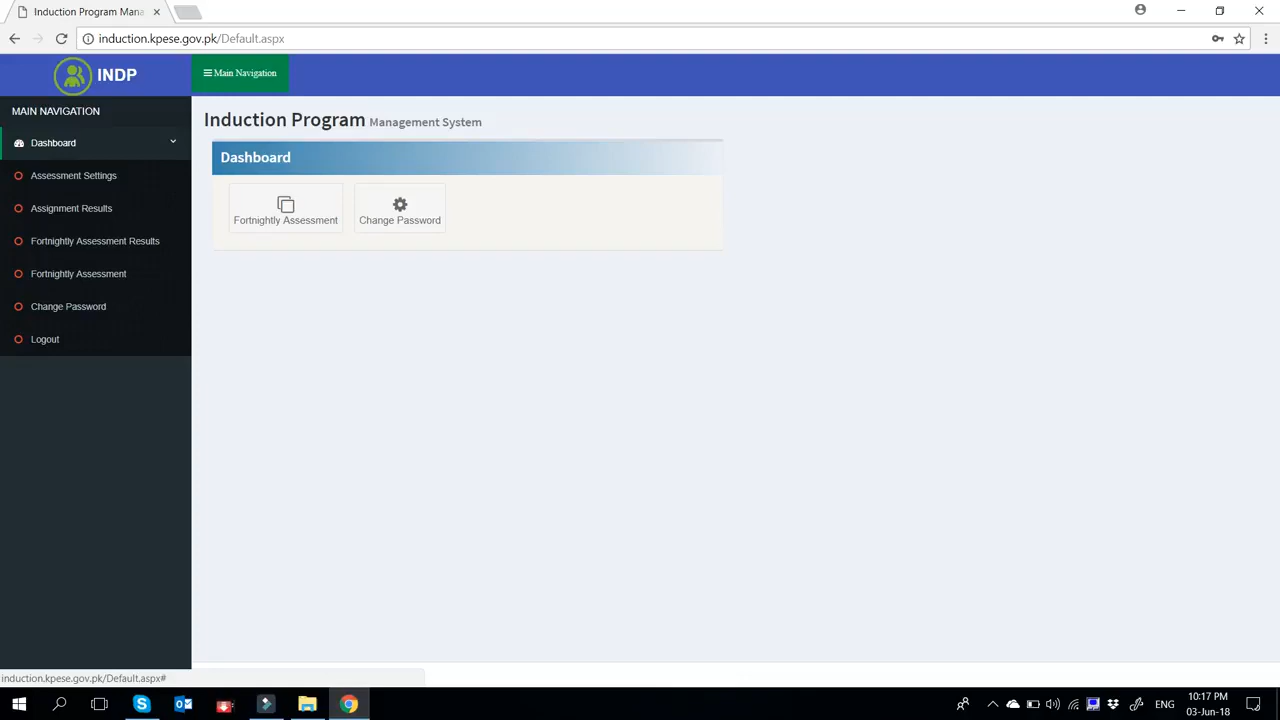 Induction Program Mana
induction.kpese.gov.pk/Default.aspx
INDP
Main Navigation
MAIN NAVIGATION
Dashboard
Assessment Settings
Assignment Results
Fortnightly Assessment Results
Fortnightly Assessment
Change Password
Logout
Induction Program Management System
Dashboard
Fortnightly Assessment
Change Password
induction.kpese.gov.pk/Default.aspx#
ENG
10:17 PM
03-Jun-18